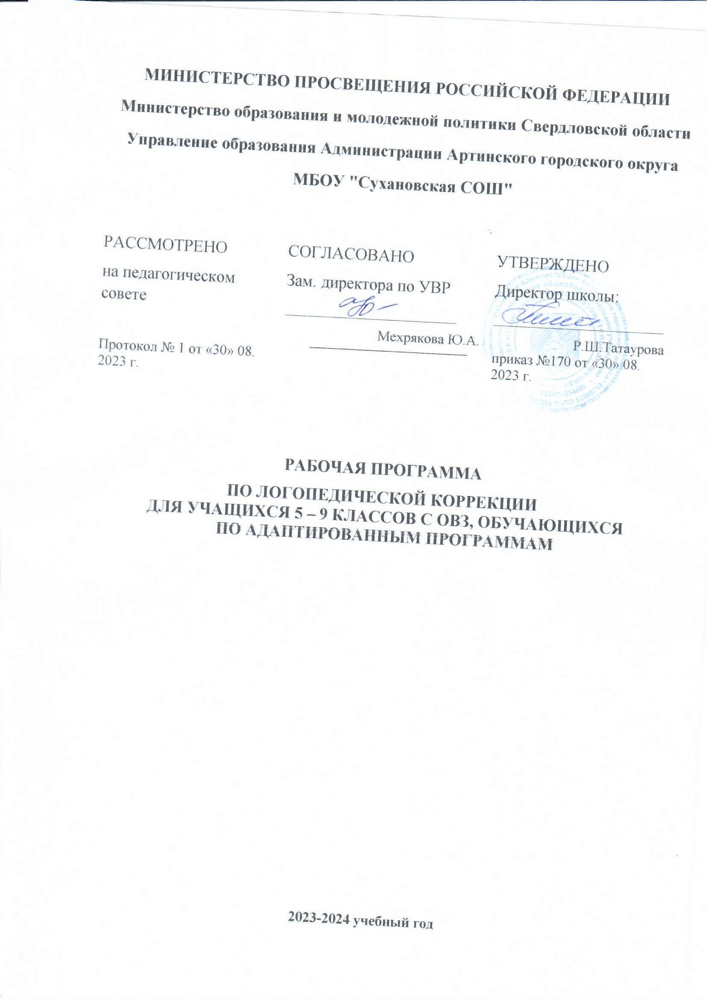 МИНИСТЕРСТВО ПРОСВЕЩЕНИЯ РОССИЙСКОЙ ФЕДЕРАЦИИ
Министерство образования и молодежной политики Свердловской области
Управление образования Администрации Артинского городского округа
МБОУ "Сухановская СОШ"
РАССМОТРЕНО
на педагогическом
совете
Протокол № 1 от «30» 08.
2023 г.
СОГЛАСОВАНО
Зам. директора по УВР
Мехрякова Ю.А.
УТВЕРЖДЕНО
Директор школы:
Р.Ш.Татаурова
приказ №170 от «30» 08.
2023 г.
РАБОЧАЯ ПРОГРАММА
ПО ЛОГОПЕДИЧЕСКОЙ КОРРЕКЦИИ
ДЛЯ УЧАЩИХСЯ 5 – 9 КЛАССОВ С ОВЗ, ОБУЧАЮЩИХСЯ
ПО АДАПТИРОВАННЫМ ПРОГРАММАМ
2023-2024 учебный год